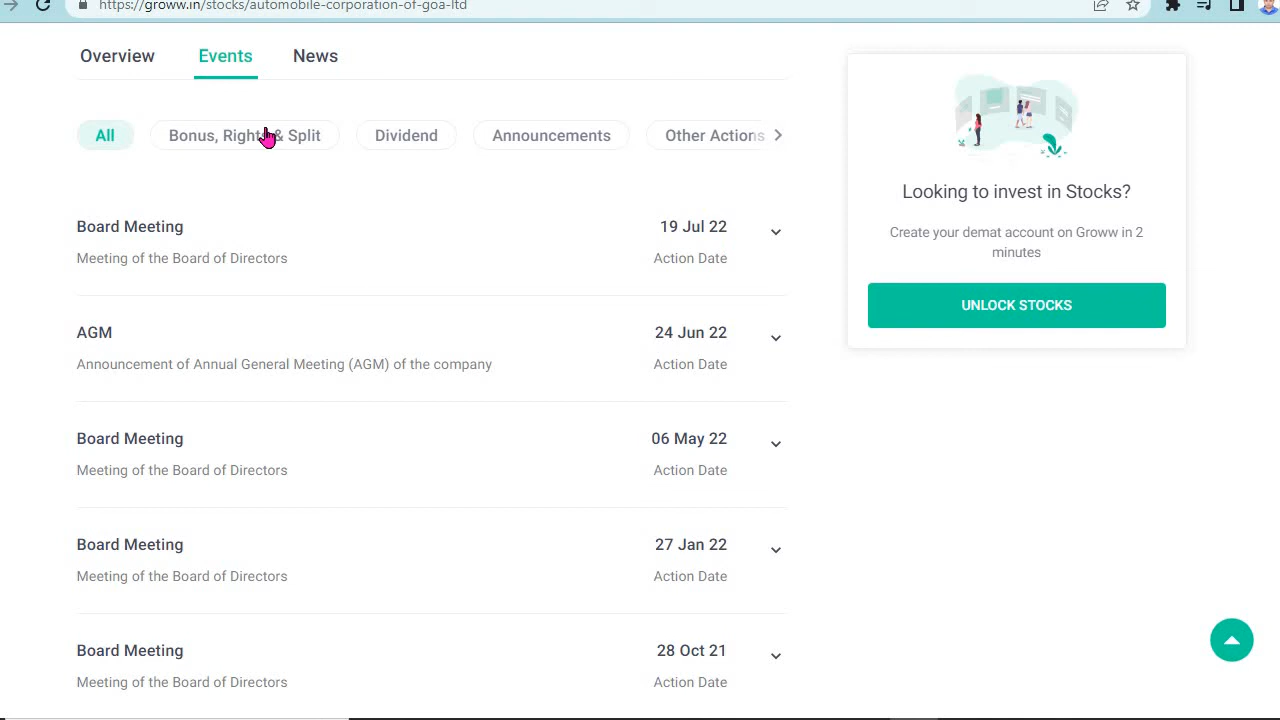 https://groww.in/stocks/automobile-corporation-of-goa-ltd
Overview Events News
All Bonus, Rights & Split Dividend Announcements Other Actions
Board Meeting 19 Jul 22
Meeting of the Board of Directors Action Date
AGM 24 Jun 22
Announcement of Annual General Meeting (AGM) of the company Action Date
Board Meeting 06 May 22
Meeting of the Board of Directors Action Date
Board Meeting 27 Jan 22
Meeting of the Board of Directors Action Date
Board Meeting 28 Oct 21
Meeting of the Board of Directors Action Date
Looking to invest in Stocks?
Create your demat account on Groww in 2
minutes
UNLOCK STOCKS